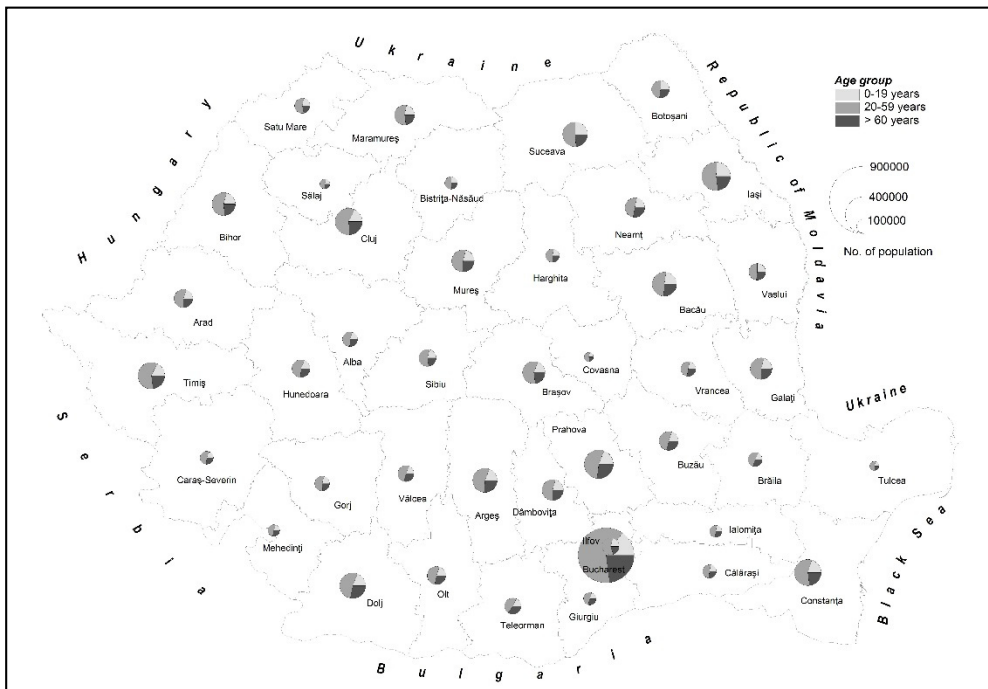 Ukraine
Republic of Moldavia
Hungary
Age group
0-19 years
20-59 years
> 60 years
Satu Mare
Maramureş
Suceava
Botoșani
900000
400000
100000
No. of population
Sălaj
Bistriţa-Năsăud
Iaşi
Bihor
Cluj
Neamţ
Mureş
Harghita
Bacău
Vaslui
Arad
Alba
Covasna
Timiş
Hunedoara
Sibiu
Braşov
Vrancea
Galaţi
Ukraine
Serbia
Prahova
Caraş-Severin
Gorj
Vâlcea
Argeş
Dâmboviţa
Buzău
Brăila
Tulcea
Mehedinţi
Ilfov
Ialomiţa
Bucharest
Călăraşi
Black Sea
Dolj
Olt
Teleorman
Giurgiu
Constanţa
Bulgaria